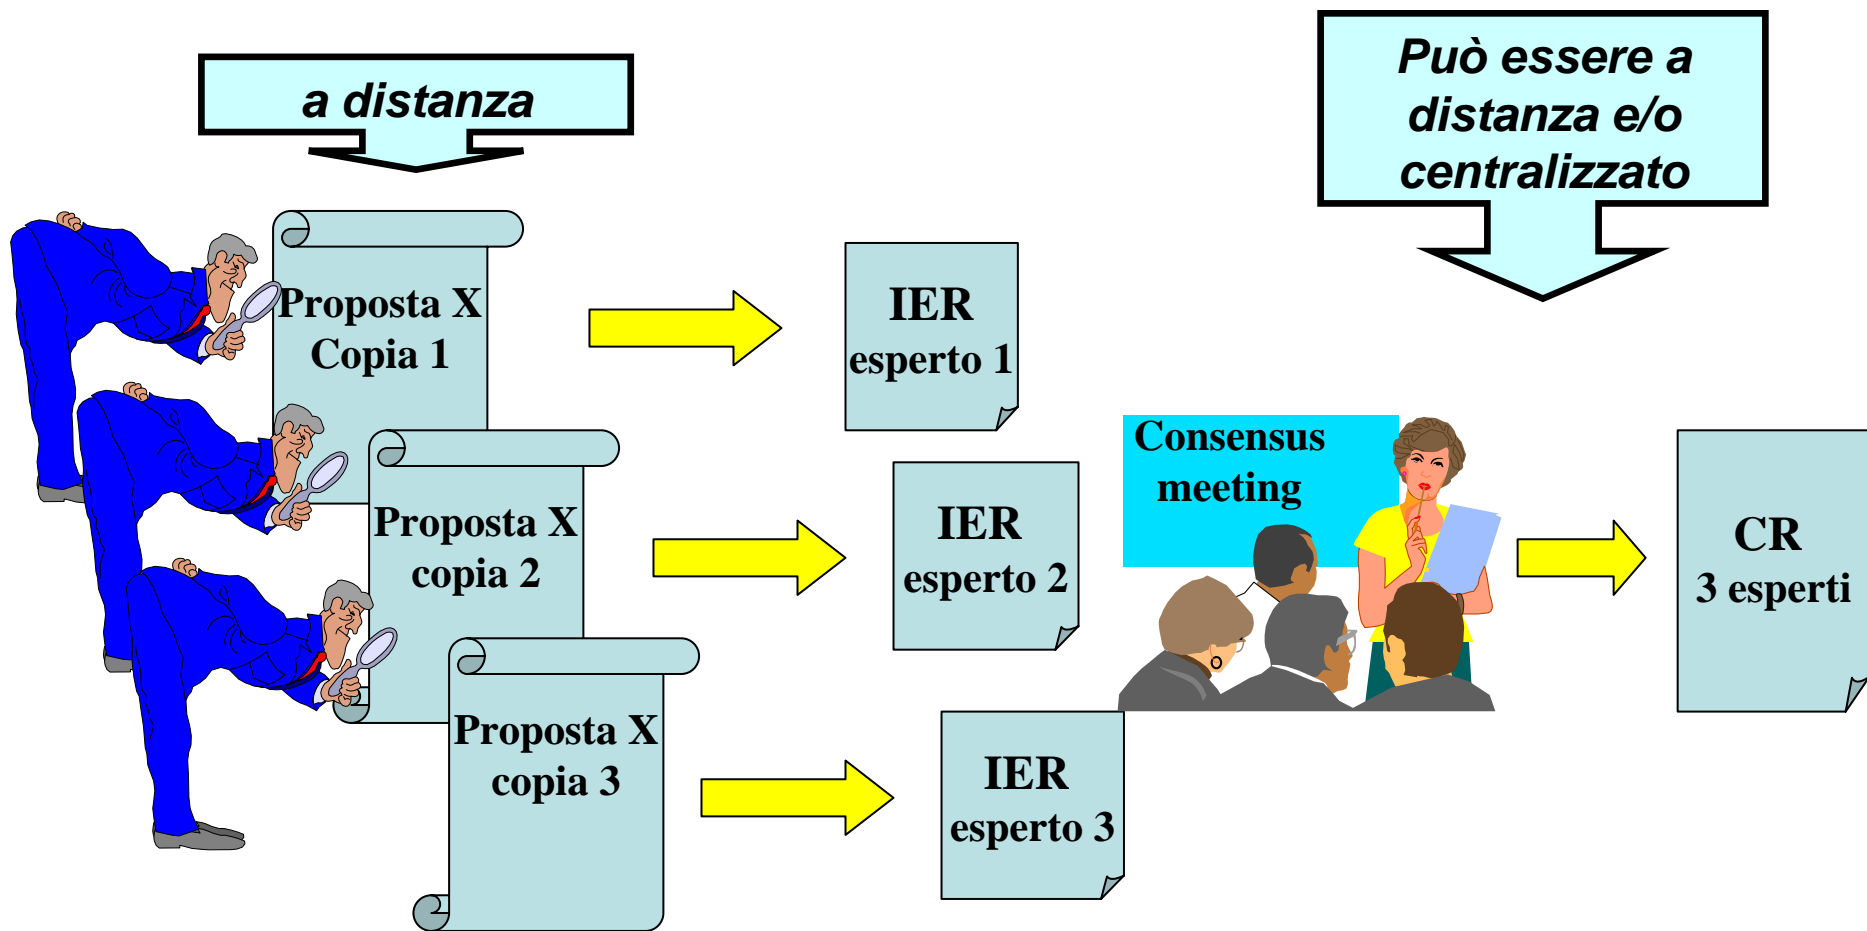 a distanza
Può essere a
distanza e/o
centralizzato
Proposta X
Copia 1
IER
esperto 1
Proposta X
copia 2
IER
esperto 2
Proposta X
copia 3
IER
esperto 3
Consensus
meeting
CR
3 esperti